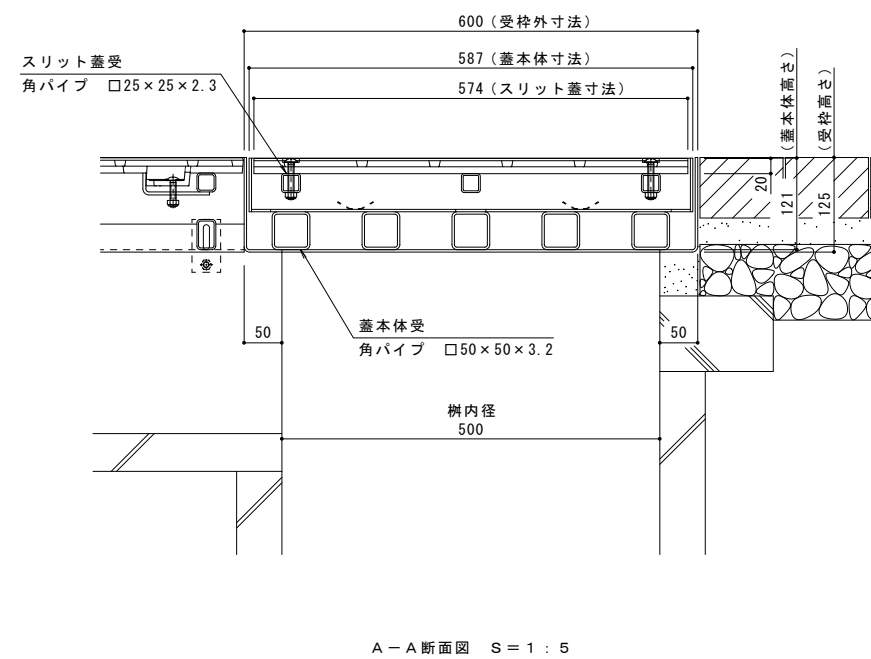 600(受枠外寸法)
スリット蓋受
角パイプ □25×25×2.3
587(蓋本体寸法)
574(スリット蓋寸法)
(蓋本体高さ)
(受枠高さ)
20
121
125
50
蓋本体受
角パイプ □50×50×3.2
50
桝内径
500
A-A断面図 S=1:5